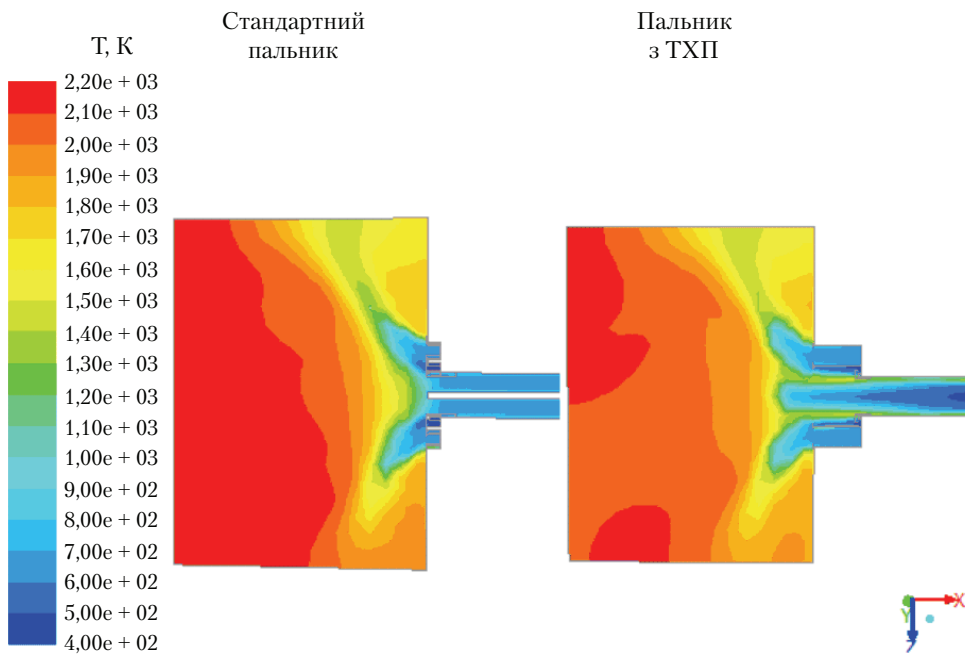 Стандартний
пальник
Пальник
з ТХП
T, К
2,20e + 03
2,10e + 03
2,00e + 03
1,90e + 03
1,80e + 03
1,70e + 03
1,60e + 03
1,50e + 03
1,40e + 03
1,30e + 03
1,20e + 03
1,10e + 03
1,00e + 03
9,00e + 02
8,00e + 02
7,00e + 02
6,00e + 02
5,00e + 02
4,00e + 02
X
Y
Z